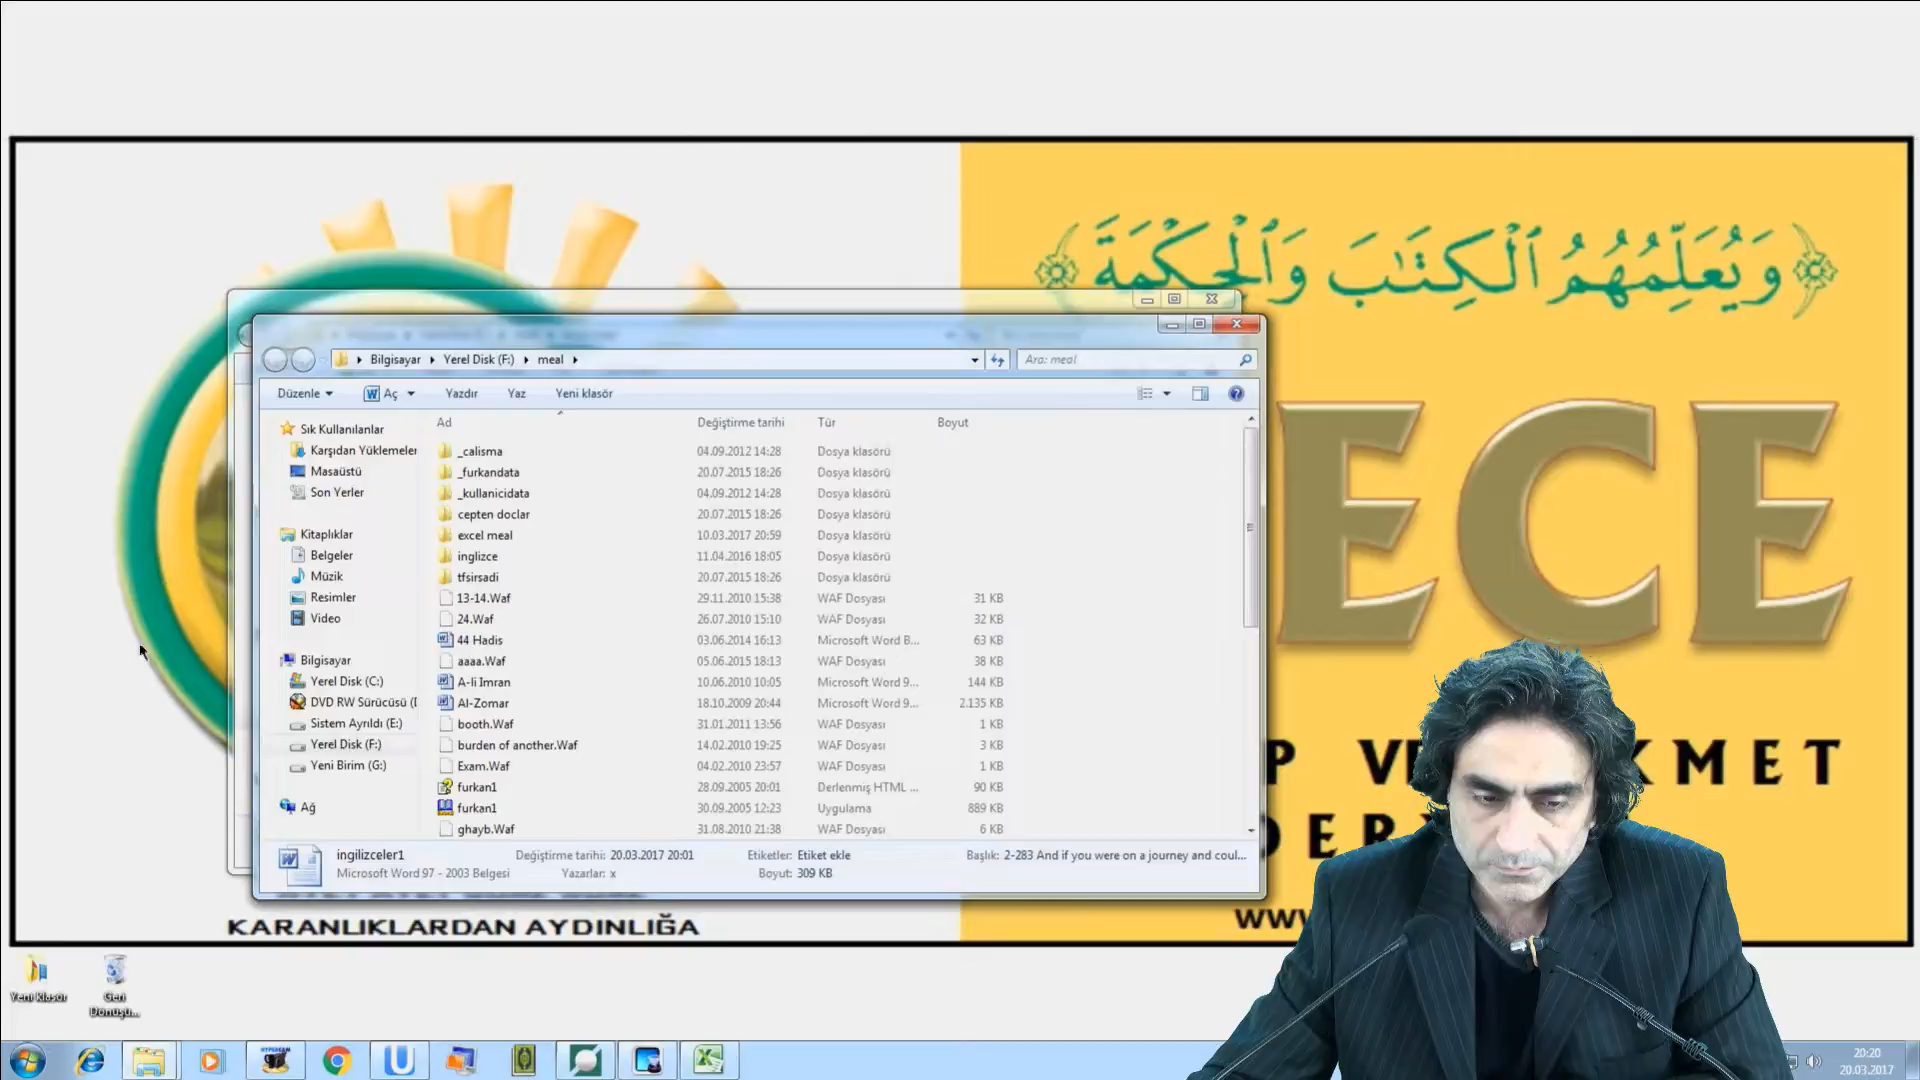 ﴿ وَيُعَلِّمُهُمُ ٱلْكِتَٰبَ وَٱلْحِكْمَةَ ﴾
Bilgisayar Yerel Disk (F:) meal
Ara: meal
Düzenle Aç Yazdır Yaz Yeni klasör
Ad Değiştirme tarihi Tür Boyut
Sık Kullanılanlar
Karşıdan Yüklemeler
Masaüstü
Son Yerler
Kitaplıklar
Belgeler
Müzik
Resimler
Video
Bilgisayar
Yerel Disk (C:)
DVD RW Sürücüsü (
Sistem Ayrıldı (E:)
Yerel Disk (F:)
Yeni Birim (G:)
Ağ
_calisma 04.09.2012 14:28 Dosya klasörü
_furkandata 20.07.2015 18:26 Dosya klasörü
_kullanicidata 04.09.2012 14:28 Dosya klasörü
cepten doclar 20.07.2015 18:26 Dosya klasörü
excel meal 10.03.2017 20:59 Dosya klasörü
inglizce 11.04.2016 18:05 Dosya klasörü
tfsirsadi 20.07.2015 18:26 Dosya klasörü
13-14.Waf 29.11.2010 15:38 WAF Dosyası 31 KB
24.Waf 26.07.2010 15:10 WAF Dosyası 32 KB
44 Hadis 03.06.2014 16:13 Microsoft Word B... 63 KB
aaaa.Waf 05.06.2015 18:13 WAF Dosyası 38 KB
A-li Imran 10.06.2010 10:05 Microsoft Word 9... 144 KB
Al-Zomar 18.10.2009 20:44 Microsoft Word 9... 2.135 KB
booth.Waf 31.01.2011 13:56 WAF Dosyası 1 KB
burden of another.Waf 14.02.2010 19:25 WAF Dosyası 3 KB
Exam.Waf 04.02.2010 23:57 WAF Dosyası 1 KB
furkan1 28.09.2005 20:01 Derlenmiş HTML ... 90 KB
furkan1 30.09.2005 12:23 Uygulama 889 KB
ghayb.Waf 31.08.2010 21:38 WAF Dosyası 6 KB
ingilizceler1 Değiştirme tarihi: 20.03.2017 20:01 Etiketler: Etiket ekle Başlık: 2-283 And if you were on a journey and coul...
Microsoft Word 97 - 2003 Belgesi Yazarlar: x Boyut: 309 KB
ECE
P VE KMET
DER
www
KARANLIKLARDAN AYDINLIĞA
Yeni klasör
Geri
Dönüşü...
20:20
20.03.2017